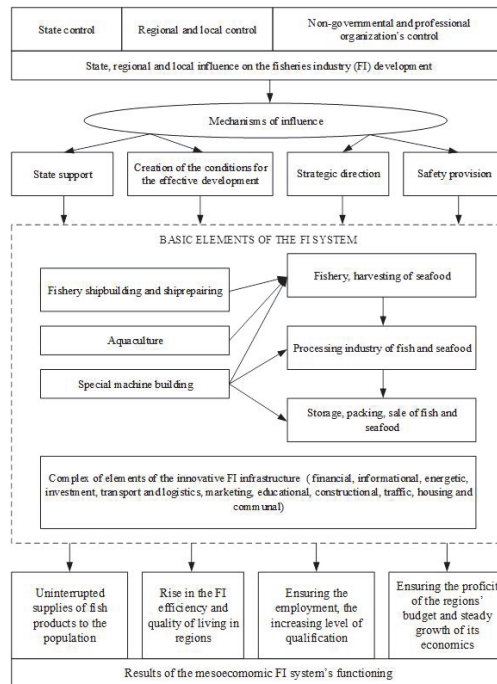 State control
Regional and local control
Non-governmental and professional
organization's control
State, regional and local influence on the fisheries industry (FI) development
Mechanisms of influence
State support
Creation of the conditions for
the effective development
Strategic direction
Safety provision
BASIC ELEMENTS OF THE FI SYSTEM
Fishery shipbuilding and shiprepairing
Aquaculture
Special machine building
Fishery, harvesting of seafood
Processing industry of fish and seafood
Storage, packing, sale of fish and
seafood
Complex of elements of the innovative FI infrastructure ( financial, informational, energetic,
investment, transport and logistics, marketing, educational, constructional, traffic, housing and
communal)
Uninterrupted
supplies of fish
products to the
population
Rise in the FI
efficiency and
quality of living in
regions
Ensuring the
employment, the
increasing level of
qualification
Ensuring the proficit
of the regions'
budget and steady
growth of its
economics
Results of the mesoecomomic FI system's functioning